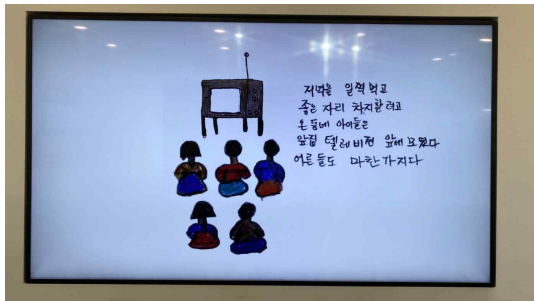 저녁을 일찍 먹고
좋은 자리 차지할려고
온 동네 아이들은
앞집 텔레비전 앞에 모였다
어른들도 마찬가지다